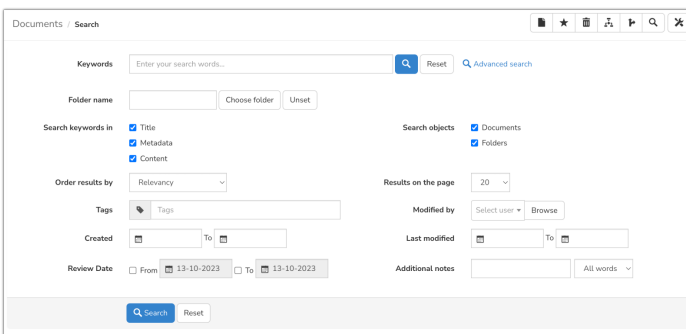 Documents / Search
Keywords Enter your search words... Reset Advanced search
Folder name Choose folder Unset
Search keywords in Title Search objects Documents
Metadata Folders
Content
Order results by Relevancy Results on the page 20
Tags Tags Modified by Select user Browse
Created To Last modified To
Review Date From 13-10-2023 To 13-10-2023 Additional notes All words
Search Reset